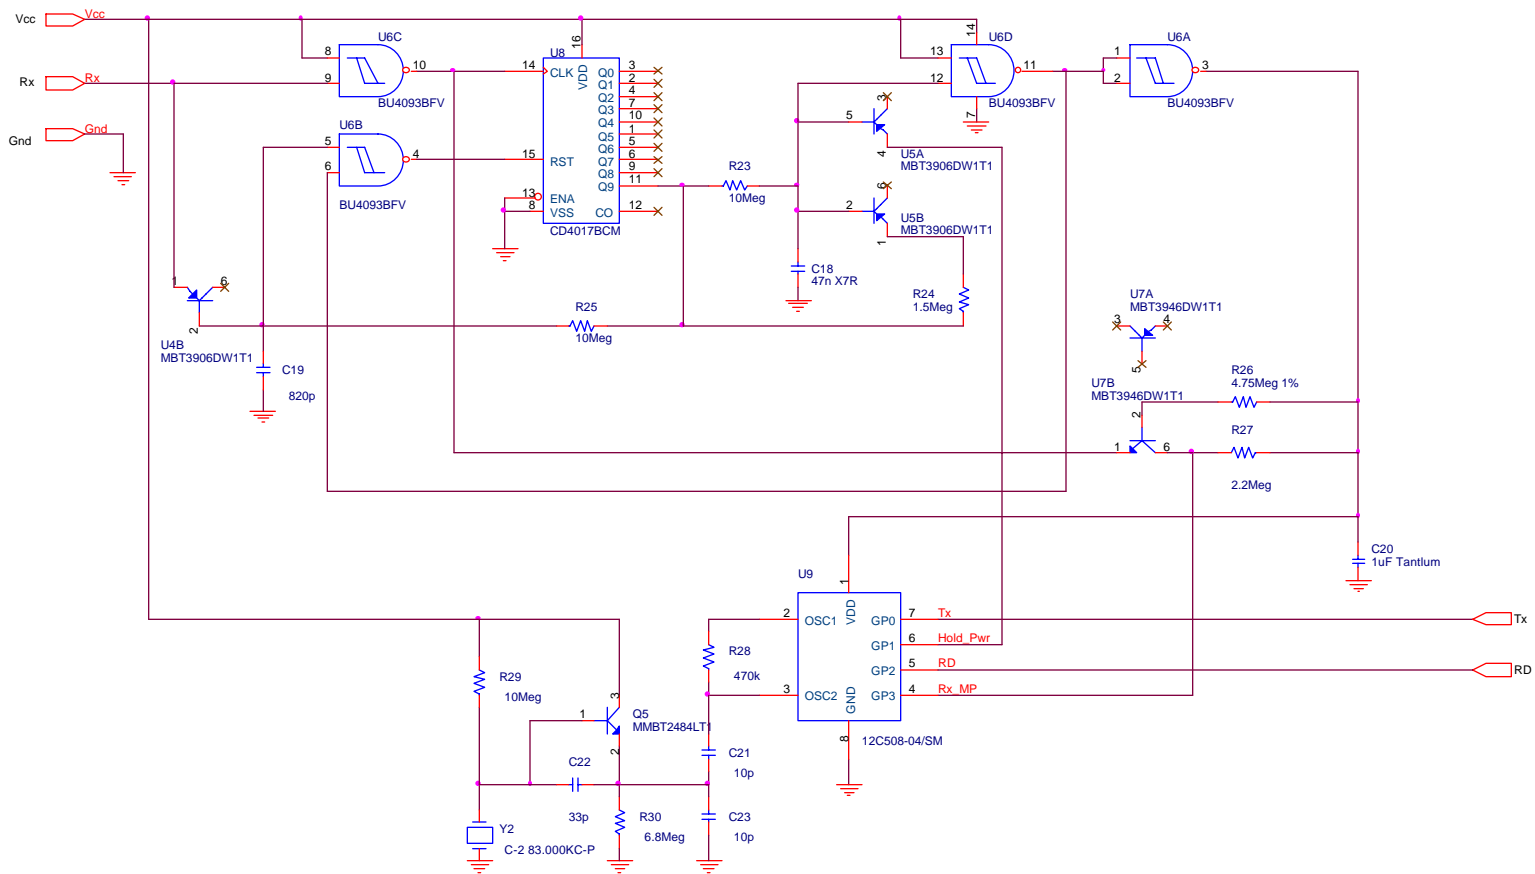 Vcc
Vcc
Rx
Rx
Gnd
Gnd
U6C
8
9
10
BU4093BFV
U6B
5
6
4
BU4093BFV
U8
16
14
CLK
VDD
15
RST
13
ENA
8
VSS
Q0
3
Q1
2
Q2
4
Q3
7
Q4
10
Q5
1
Q6
5
Q7
6
Q8
9
Q9
11
CO
12
CD4017BCM
R23
10Meg
14
U6D
13
12
11
BU4093BFV
7
U6A
1
2
3
BU4093BFV
3
5
4
U5A
MBT3906DW1T1
6
2
U5B
MBT3906DW1T1
1
C18
47n X7R
R24
1.5Meg
R25
10Meg
1
6
2
U4B
MBT3906DW1T1
C19
820p
U7A
MBT3946DW1T1
3
4
5
U7B
MBT3946DW1T1
2
1
6
R26
4.75Meg 1%
R27
2.2Meg
C20
1uF Tantlum
U9
1
2
OSC1
VDD
3
OSC2
GND
8
GP0
7
Tx
GP1
6
Hold_Pwr
GP2
5
RD
GP3
4
Rx_MP
12C508-04/SM
Tx
RD
R28
470k
R29
10Meg
3
1
Q5
MMBT2484LT1
2
C22
33p
C21
10p
R30
6.8Meg
C23
10p
Y2
C-2 83.000KC-P